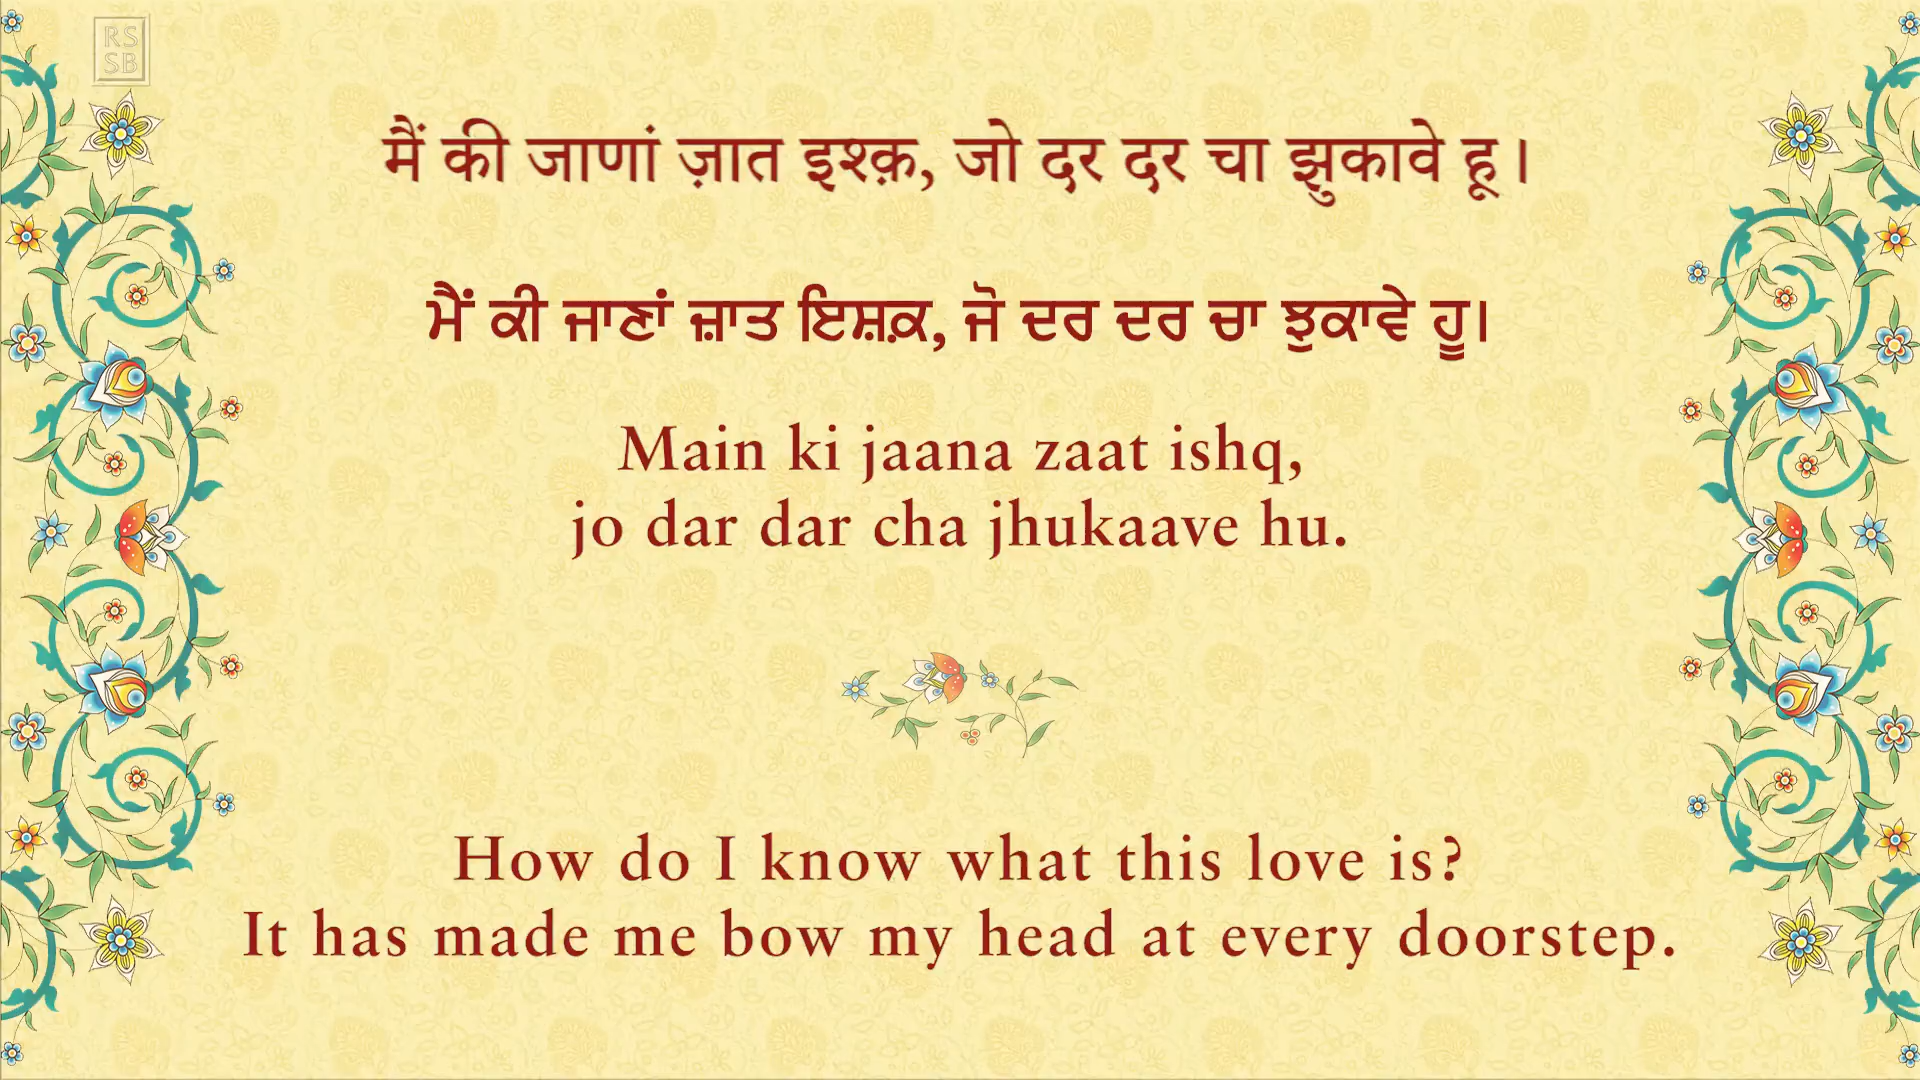 RS
SB
मैं की जाणां ज़ात इश्क़, जो दर दर चा झुकावे हू।
ਮੈਂ ਕੀ ਜਾਣਾਂ ਜ਼ਾਤ ਇਸ਼ਕ਼, ਜੋ ਦਰ ਦਰ ਚਾ ਝੁਕਾਵੇ ਹੂ।
Main ki jaana zaat ishq,
jo dar dar cha jhukaave hu.
How do I know what this love is?
It has made me bow my head at every doorstep.